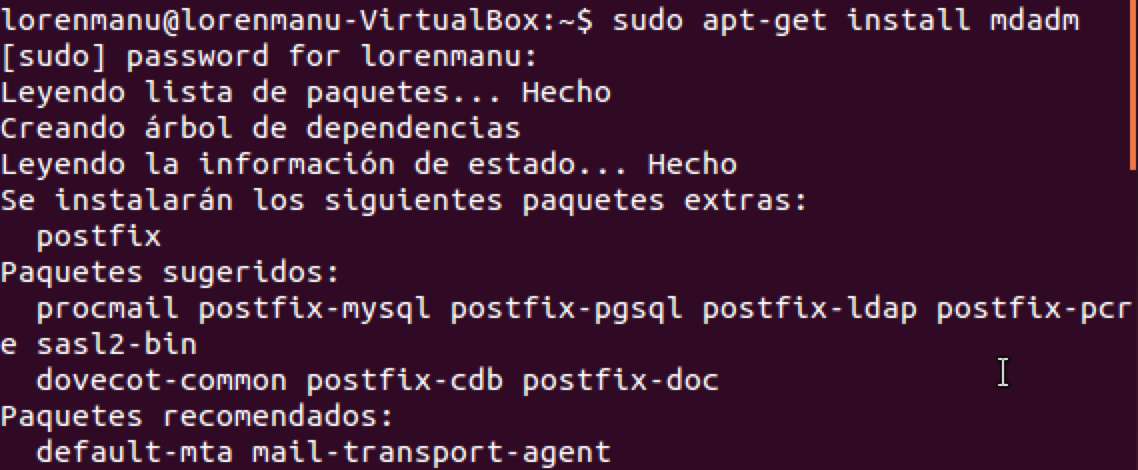 lorenmanu@lorenmanu-VirtualBox:~$ sudo apt-get install mdadm
[sudo] password for lorenmanu:
Leyendo lista de paquetes... Hecho
Creando árbol de dependencias
Leyendo la información de estado... Hecho
Se instalarán los siguientes paquetes extras:
  postfix
Paquetes sugeridos:
  procmail postfix-mysql postfix-pgsql postfix-ldap postfix-pcr
e sasl2-bin
  dovecot-common postfix-cdb postfix-doc
Paquetes recomendados:
  default-mta mail-transport-agent